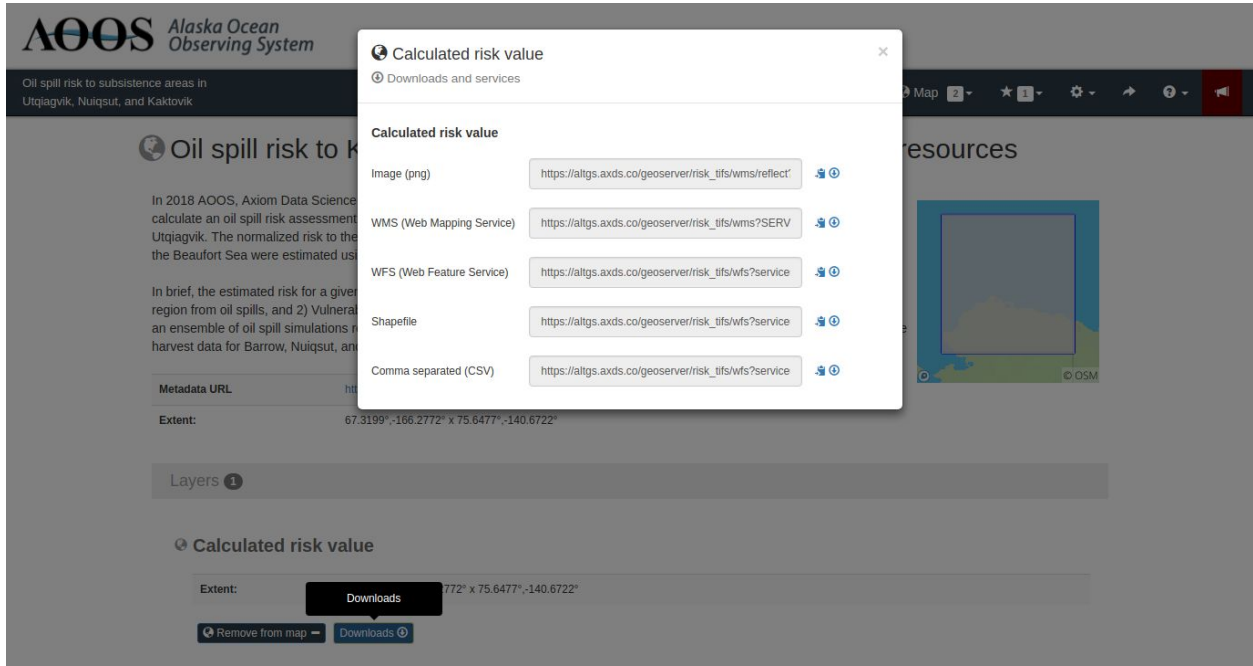 AOOS Alaska Ocean
Observing System
Oil spill risk to subsistence areas in
Utqiagvik, Nuiqsut, and Kaktovik
Map 2
1
Calculated risk value
×
Downloads and services
Calculated risk value
Image (png)
https://altgs.axds.co/geoserver/risk_tifs/wms/reflect?
WMS (Web Mapping Service)
https://altgs.axds.co/geoserver/risk_tifs/wms?SERV
WFS (Web Feature Service)
https://altgs.axds.co/geoserver/risk_tifs/wfs?service
Shapefile
https://altgs.axds.co/geoserver/risk_tifs/wfs?service
Comma separated (CSV)
https://altgs.axds.co/geoserver/risk_tifs/wfs?service
Oil spill risk to resources
In 2018 AOOS, Axiom Data Science
calculate an oil spill risk assessment
Utqiagvik. The normalized risk to the
the Beaufort Sea were estimated
In brief, the estimated risk for a given
region from oil spills, and 2)
an ensemble of oil spill simulations
harvest data for Barrow, Nuiqsut,
© OSM
Metadata URL
Extent:
67.3199°,-166.2772° x 75.6477°,-140.6722°
Layers 1
Calculated risk value
Extent:
772° x 75.6477°,-140.6722°
Downloads
Remove from map
Downloads